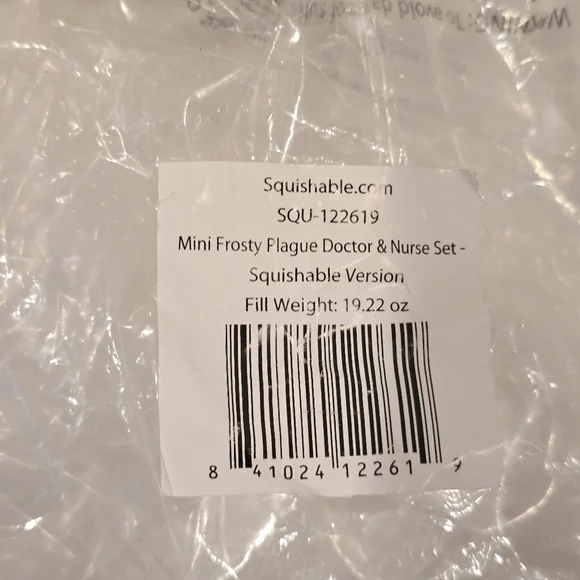 Squishable.com
SQU-122619
Mini Frosty Plague Doctor & Nurse Set -
Squishable Version
Fill Weight: 19.22 oz
8 41024 12261 9